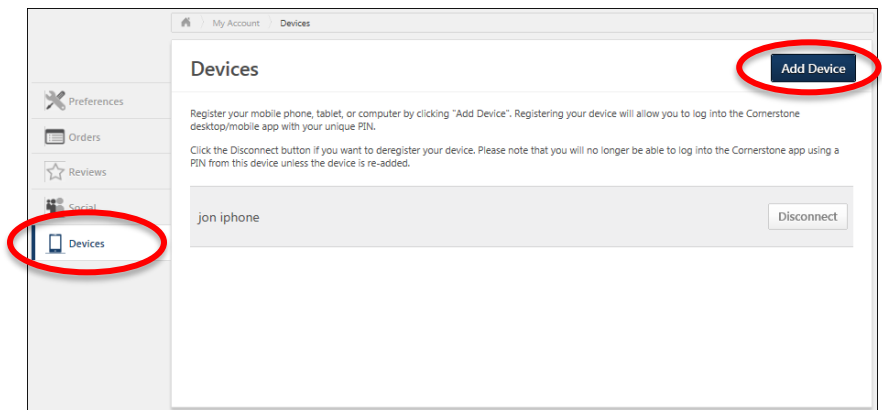 My Account Devices
Devices
Add Device
Preferences
Orders
Reviews
Social
Devices
Register your mobile phone, tablet, or computer by clicking "Add Device". Registering your device will allow you to log into the Cornerstone
desktop/mobile app with your unique PIN.
Click the Disconnect button if you want to deregister your device. Please note that you will no longer be able to log into the Cornerstone app using a
PIN from this device unless the device is re-added.
jon iphone
Disconnect